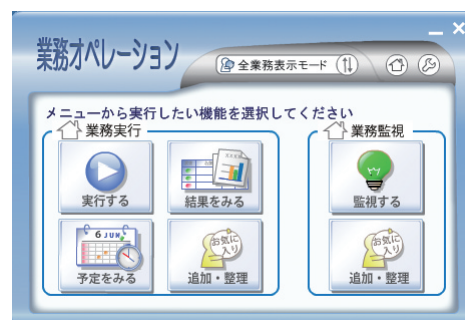 業務オペレーション
全業務表示モード
メニューから実行したい機能を選択してください
業務実行
業務監視
実行する
結果をみる
監視する
6 JUN
お気に入り
お気に入り
予定をみる
追加・整理
追加・整理